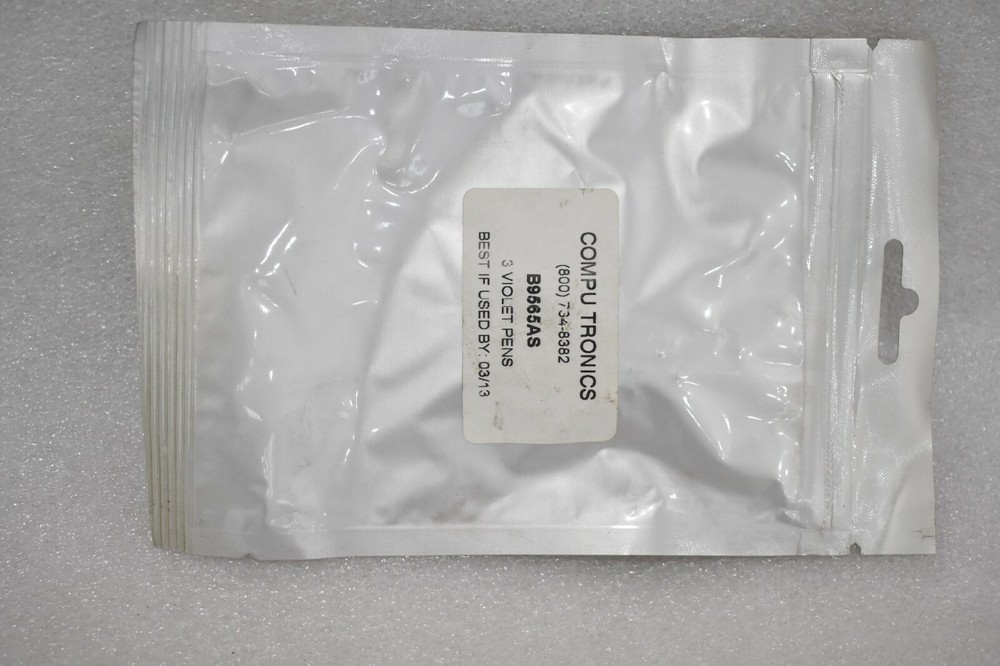 COMPU TRONICS
(800) 734-8382
B9565AS
3 VIOLET PENS
BEST IF USED BY: 03/13